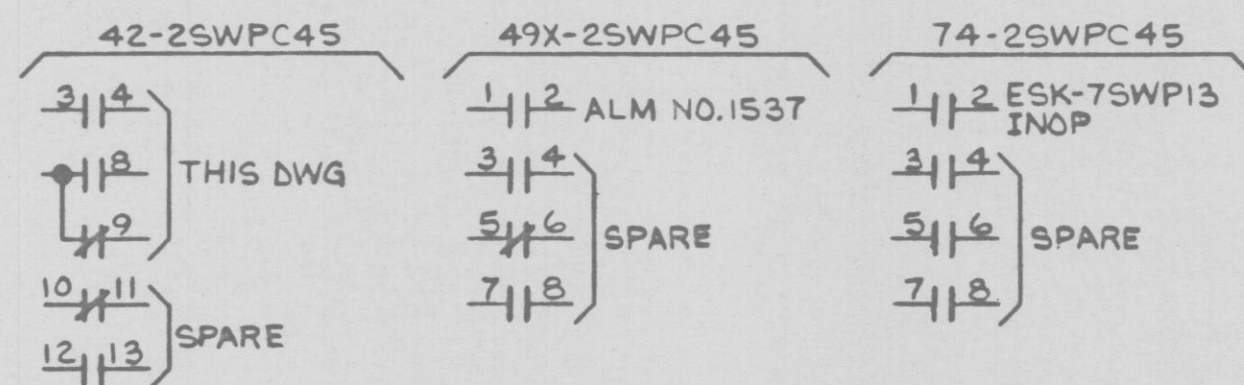 42-2SWPC45
3 4
8
9
THIS DWG
10 11
12 13
SPARE
49X-2SWPC45
1 2 ALM NO.1537
3 4
5 6
7 8
SPARE
74-2SWPC45
1 2 ESK-7SWP13
INOP
3 4
5 6
7 8
SPARE